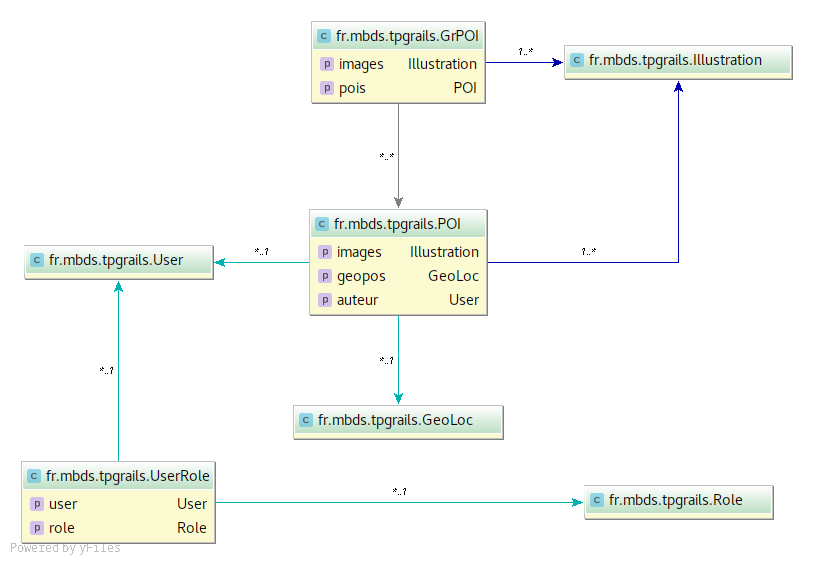 C fr.mbds.tpgrails.GrPOI
p images Illustration
p pois POI
1..*
C fr.mbds.tpgrails.Illustration
*..*
C fr.mbds.tpgrails.POI
p images Illustration
p geopos GeoLoc
p auteur User
*..1
1..*
C fr.mbds.tpgrails.User
*..1
*..1
C fr.mbds.tpgrails.GeoLoc
C fr.mbds.tpgrails.UserRole
p user User
p role Role
*..1
C fr.mbds.tpgrails.Role
Powered by yFiles